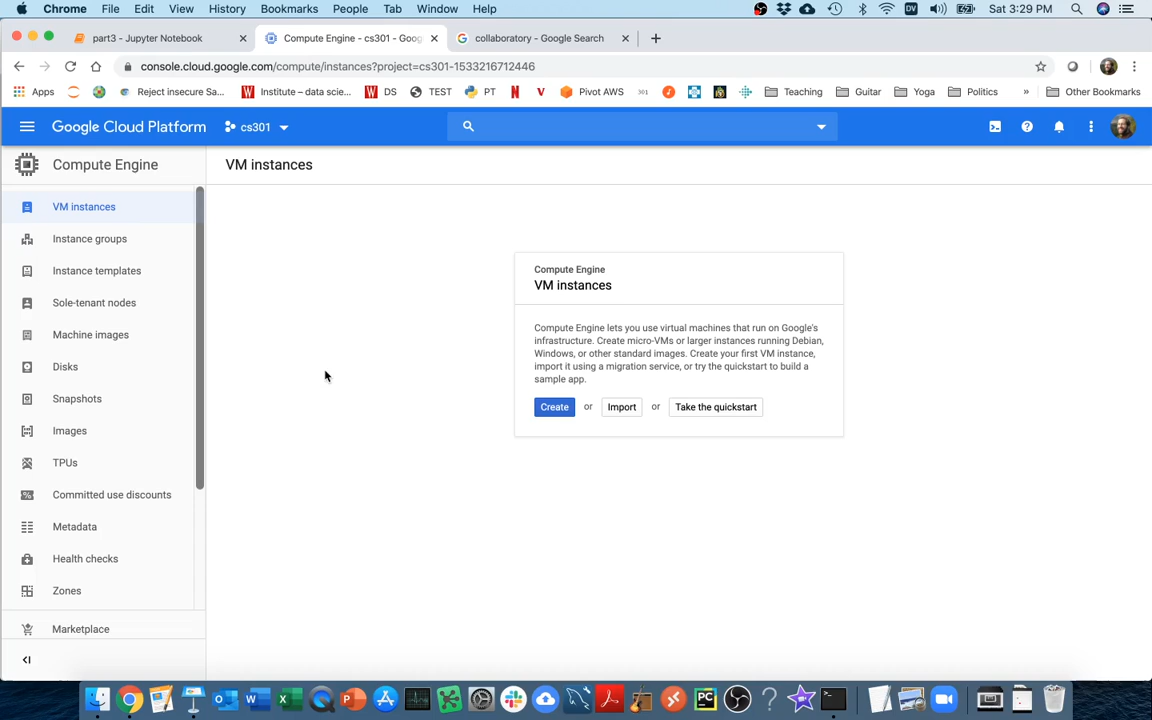 Chrome File Edit View History Bookmarks People Tab Window Help DV Sat 3:29 PM
part3 - Jupyter Notebook Compute Engine - cs301 - Goog collaboratory - Google Search
console.cloud.google.com/compute/instances?project=cs301-1533216712446
Apps Reject insecure Sa... Institute – data scie... DS TEST PT Pivot AWS 301 Teaching Guitar Yoga Politics » Other Bookmarks
Google Cloud Platform cs301
Compute Engine VM instances
VM instances
Instance groups
Instance templates
Sole-tenant nodes
Machine images
Disks
Snapshots
Images
TPUs
Committed use discounts
Metadata
Health checks
Zones
Marketplace
Compute Engine
VM instances
Compute Engine lets you use virtual machines that run on Google's
infrastructure. Create micro-VMs or larger instances running Debian,
Windows, or other standard images. Create your first VM instance,
import it using a migration service, or try the quickstart to build a
sample app.
Create or Import or Take the quickstart